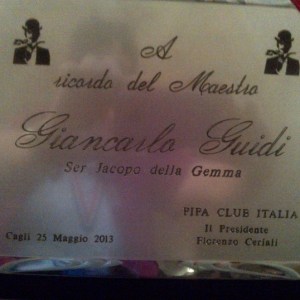 A
ricordo del Maestro
Giancarlo Guidi
Ser Jacopo della Gemma
PIPA CLUB ITALIA
Il Presidente
Cagli 25 Maggio 2013
Fiorenzo Ceriali